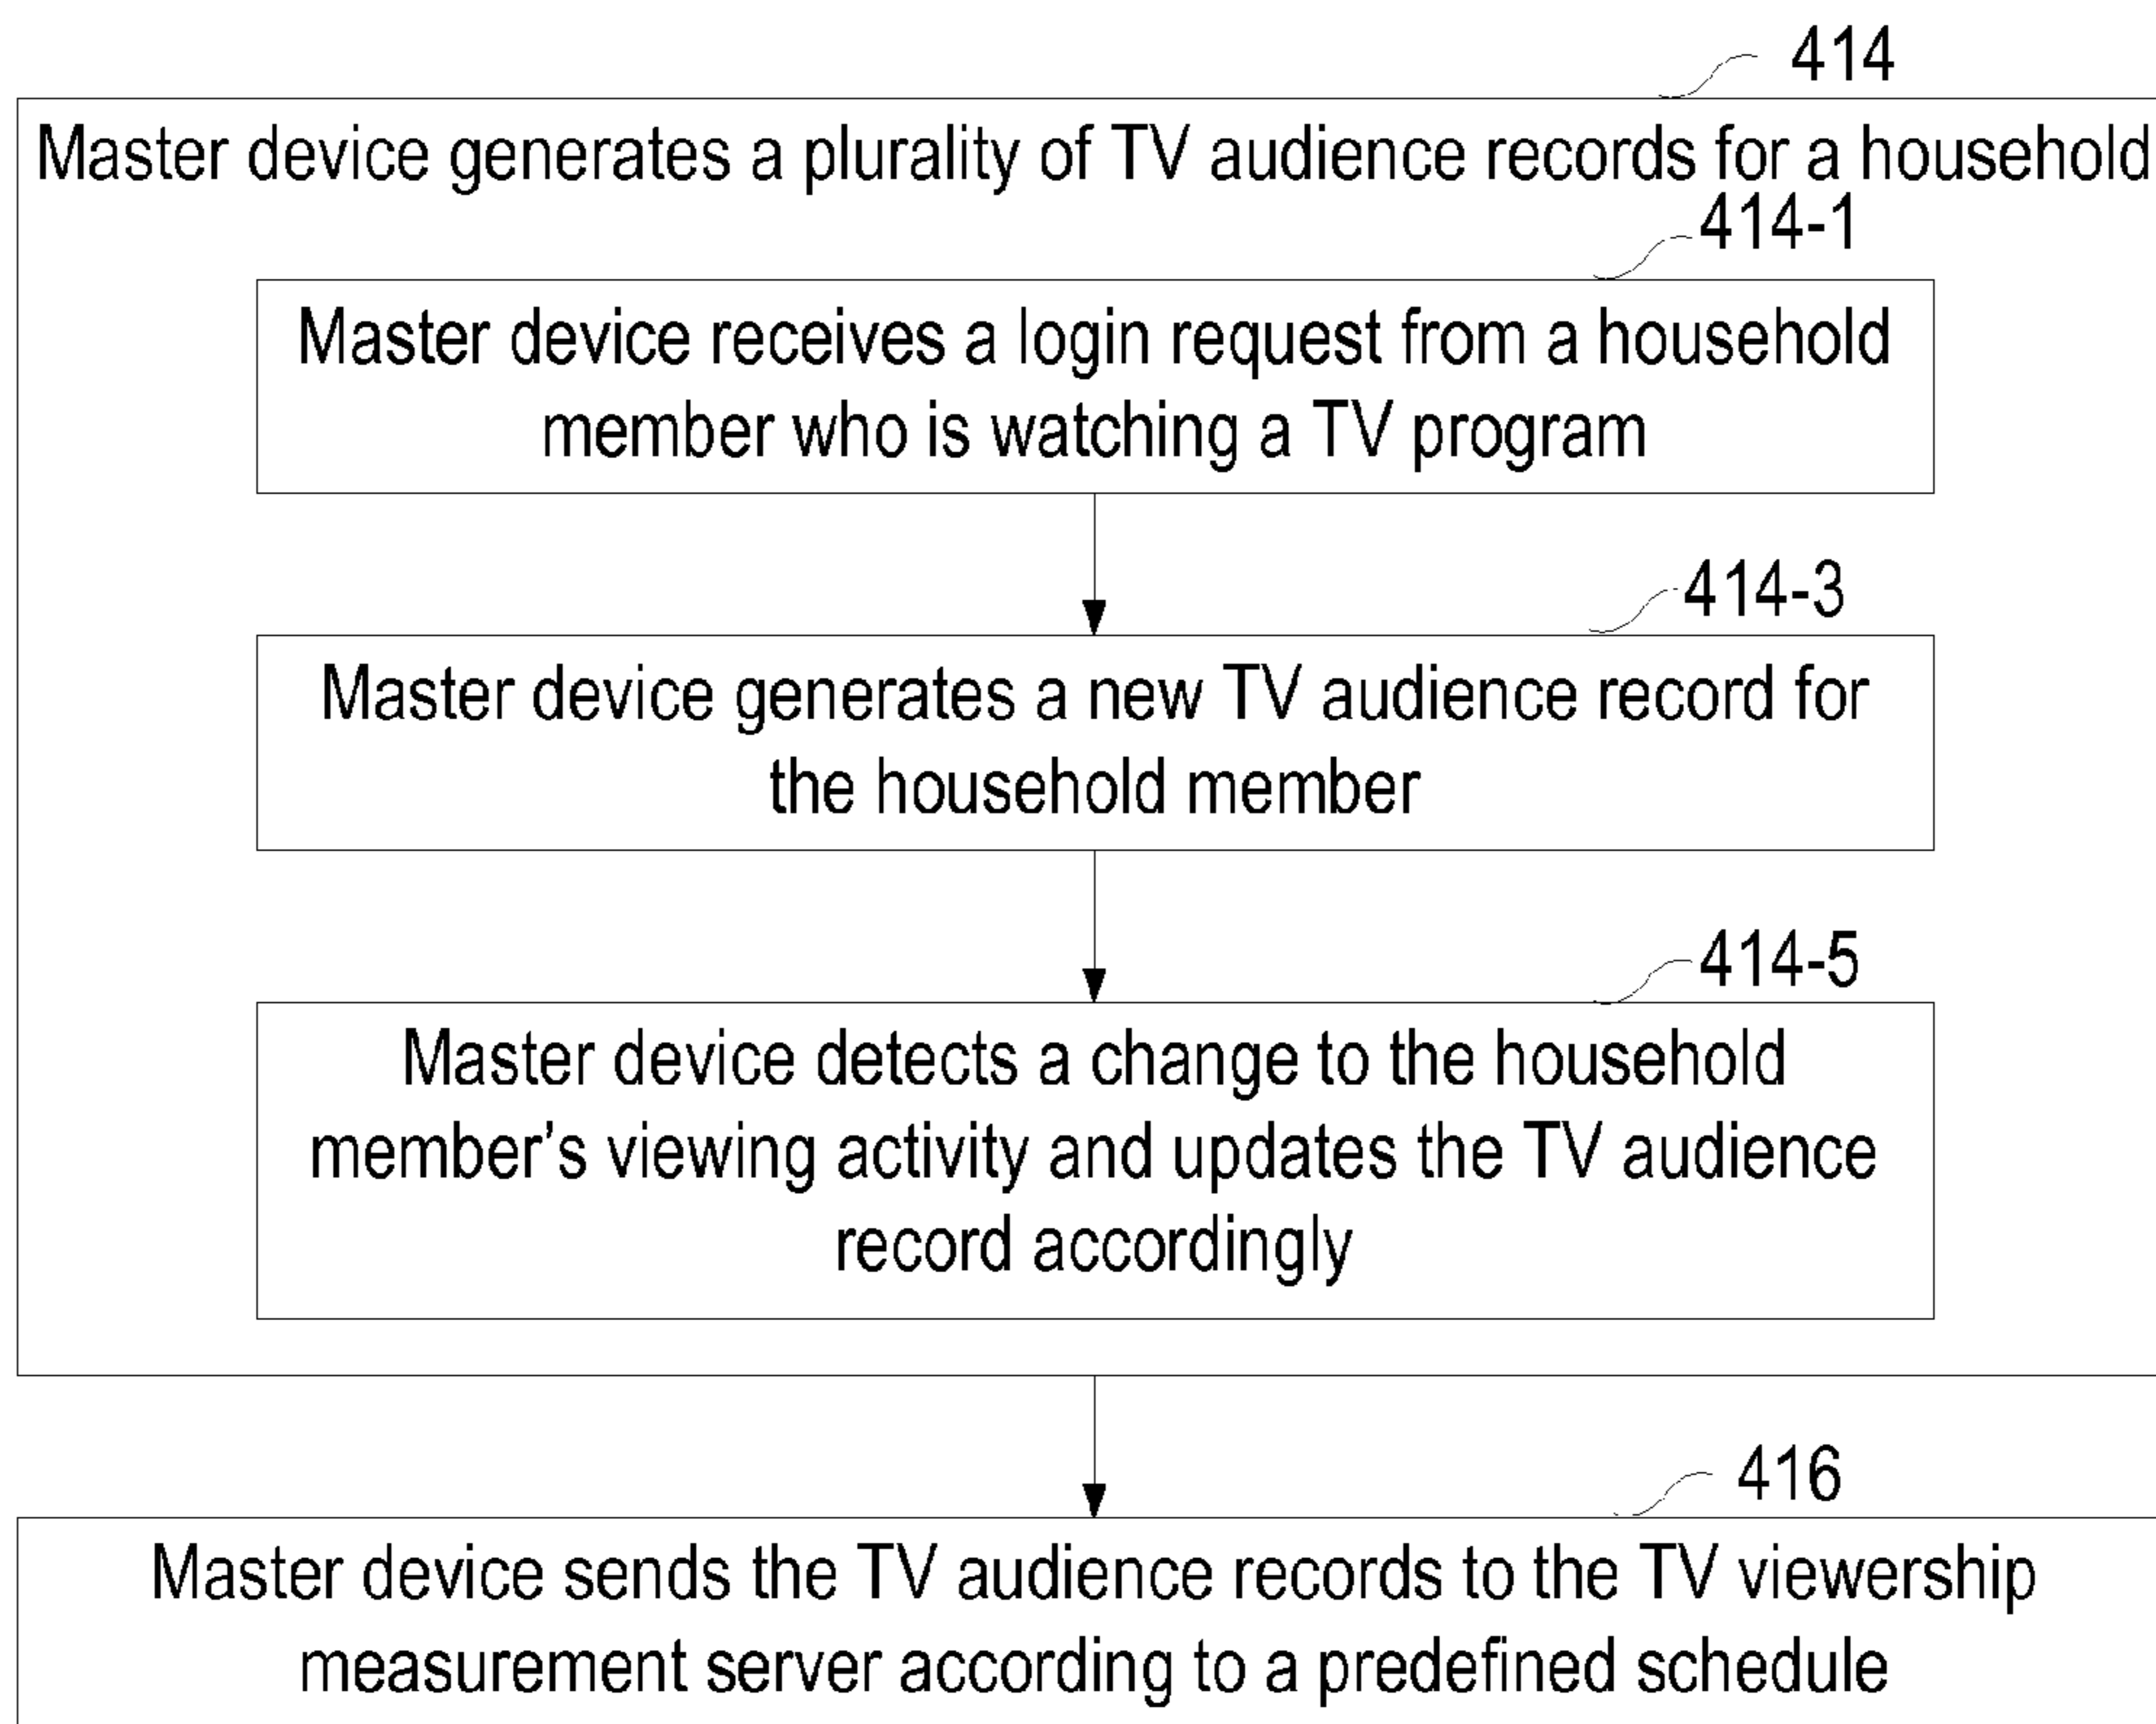 414
Master device generates a plurality of TV audience records for a household
414-1
Master device receives a login request from a household
member who is watching a TV program
414-3
Master device generates a new TV audience record for
the household member
414-5
Master device detects a change to the household
member’s viewing activity and updates the TV audience
record accordingly
416
Master device sends the TV audience records to the TV viewership
measurement server according to a predefined schedule